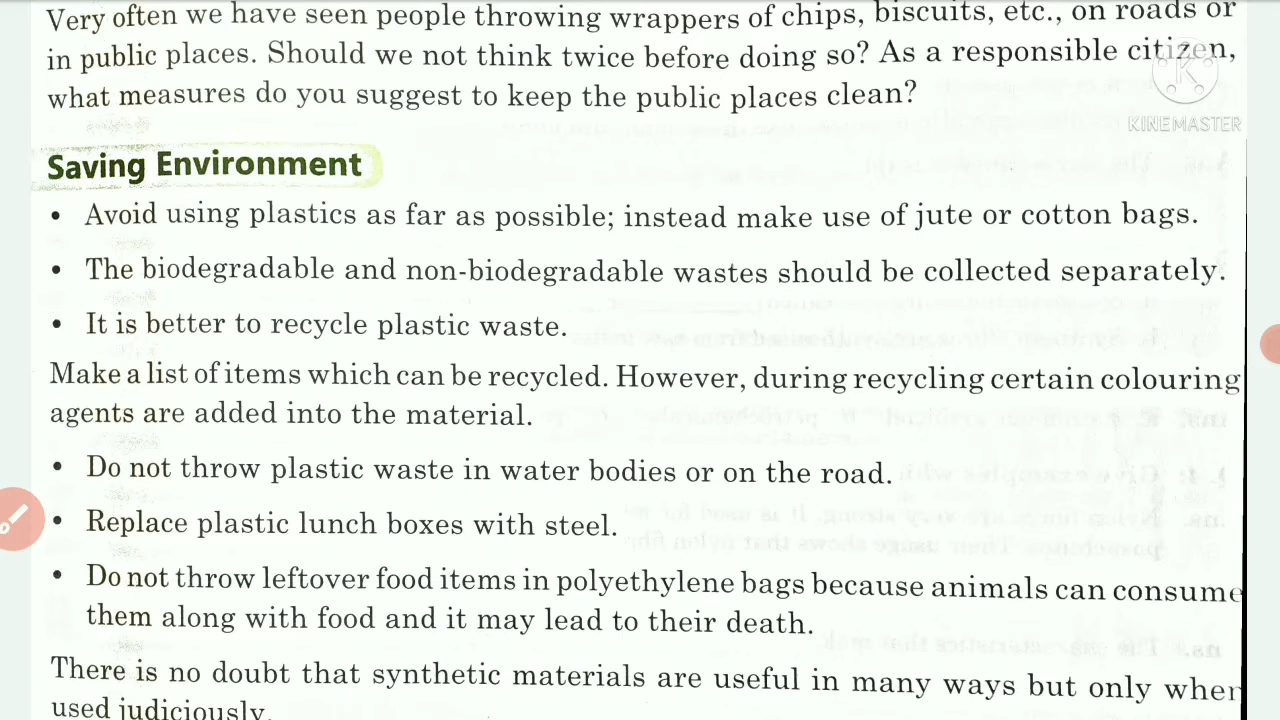 Very often we have seen people throwing wrappers of chips, biscuits, etc., on roads or
in public places. Should we not think twice before doing so? As a responsible citizen,
what measures do you suggest to keep the public places clean?
KINEMASTER
Saving Environment
• Avoid using plastics as far as possible; instead make use of jute or cotton bags.
• The biodegradable and non-biodegradable wastes should be collected separately.
• It is better to recycle plastic waste.
Make a list of items which can be recycled. However, during recycling certain colouring
agents are added into the material.
• Do not throw plastic waste in water bodies or on the road.
• Replace plastic lunch boxes with steel.
• Do not throw leftover food items in polyethylene bags because animals can consume
them along with food and it may lead to their death.
There is no doubt that synthetic materials are useful in many ways but only when
used judiciously.